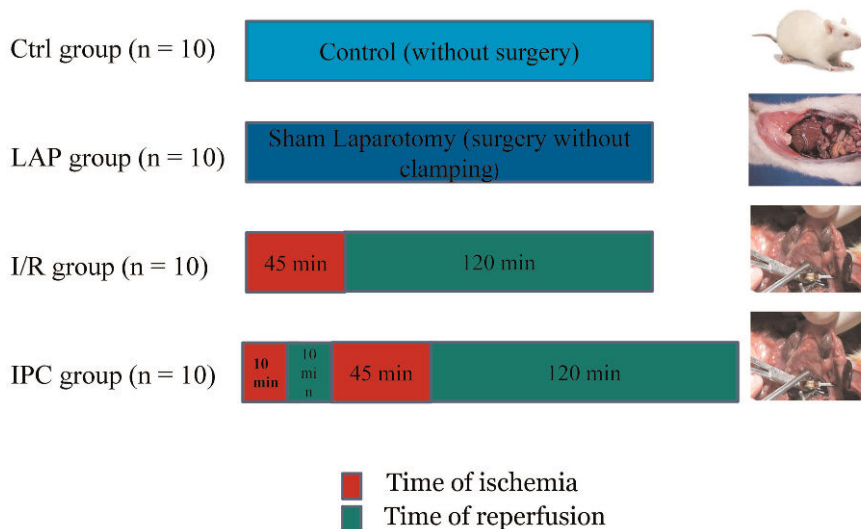 Ctrl group (n = 10)
Control (without surgery)
LAP group (n = 10)
Sham Laparotomy (surgery without
clamping)
I/R group (n = 10)
45 min
120 min
IPC group (n = 10)
10
min
10
mi
n
45 min
120 min
Time of ischemia
Time of reperfusion